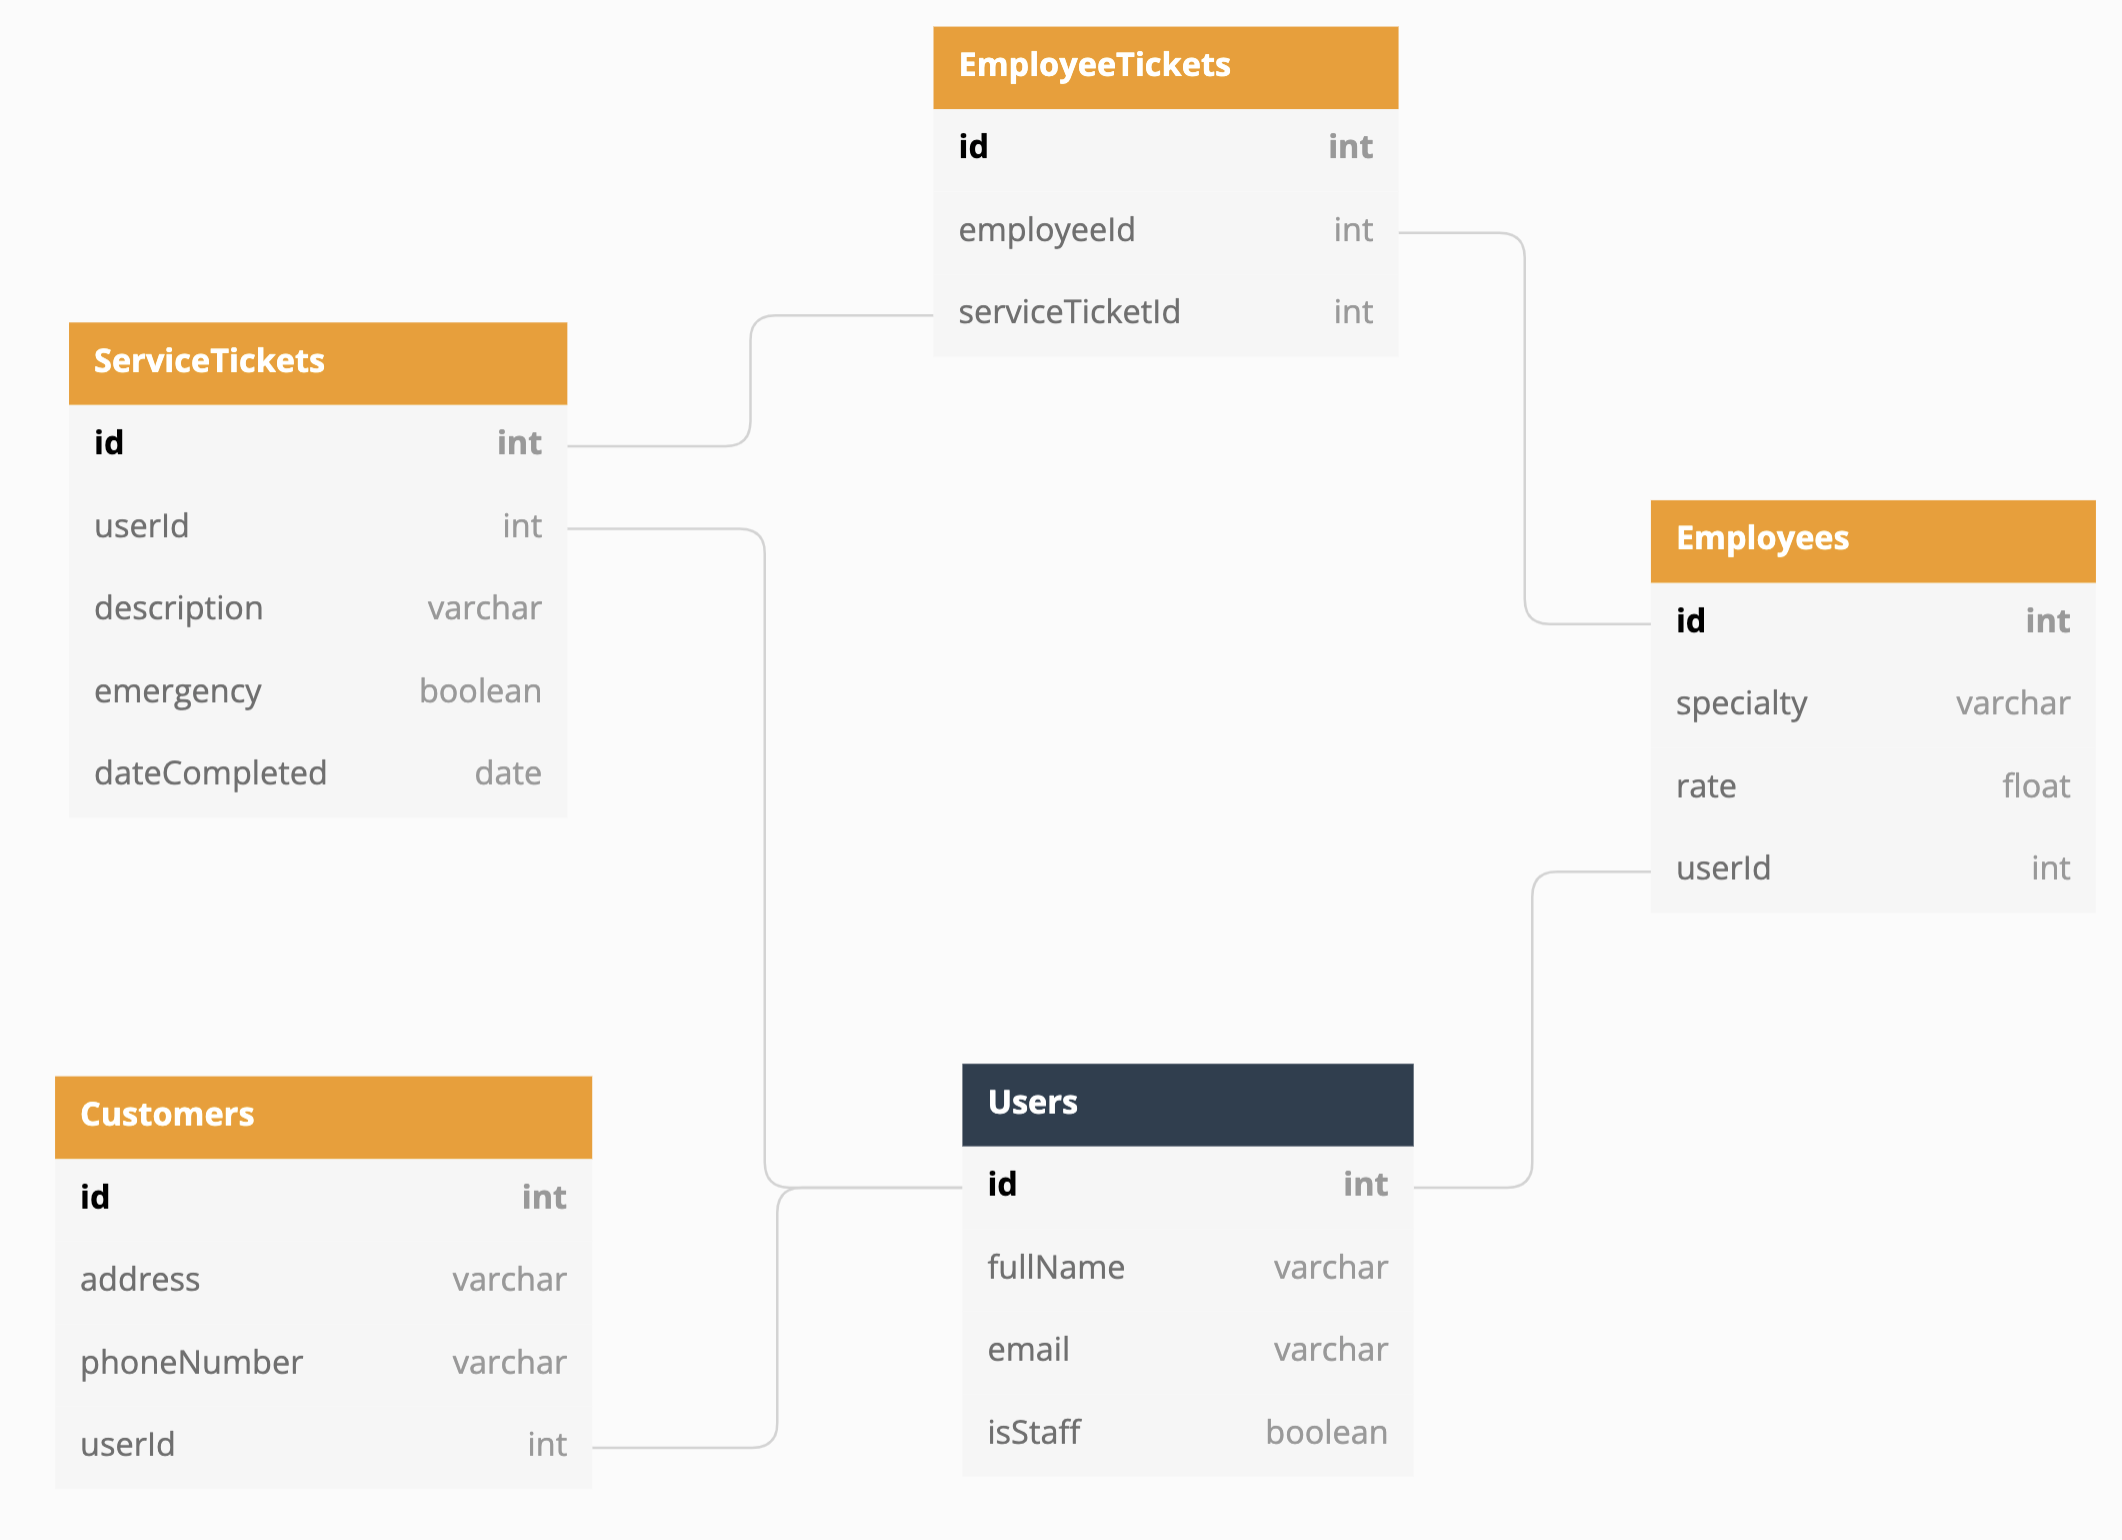 EmployeeTickets
id int
employeeId int
serviceTicketId int
ServiceTickets
id int
userId int
description varchar
emergency boolean
dateCompleted date
Employees
id int
specialty varchar
rate float
userId int
Customers
id int
address varchar
phoneNumber varchar
userId int
Users
id int
fullName varchar
email varchar
isStaff boolean